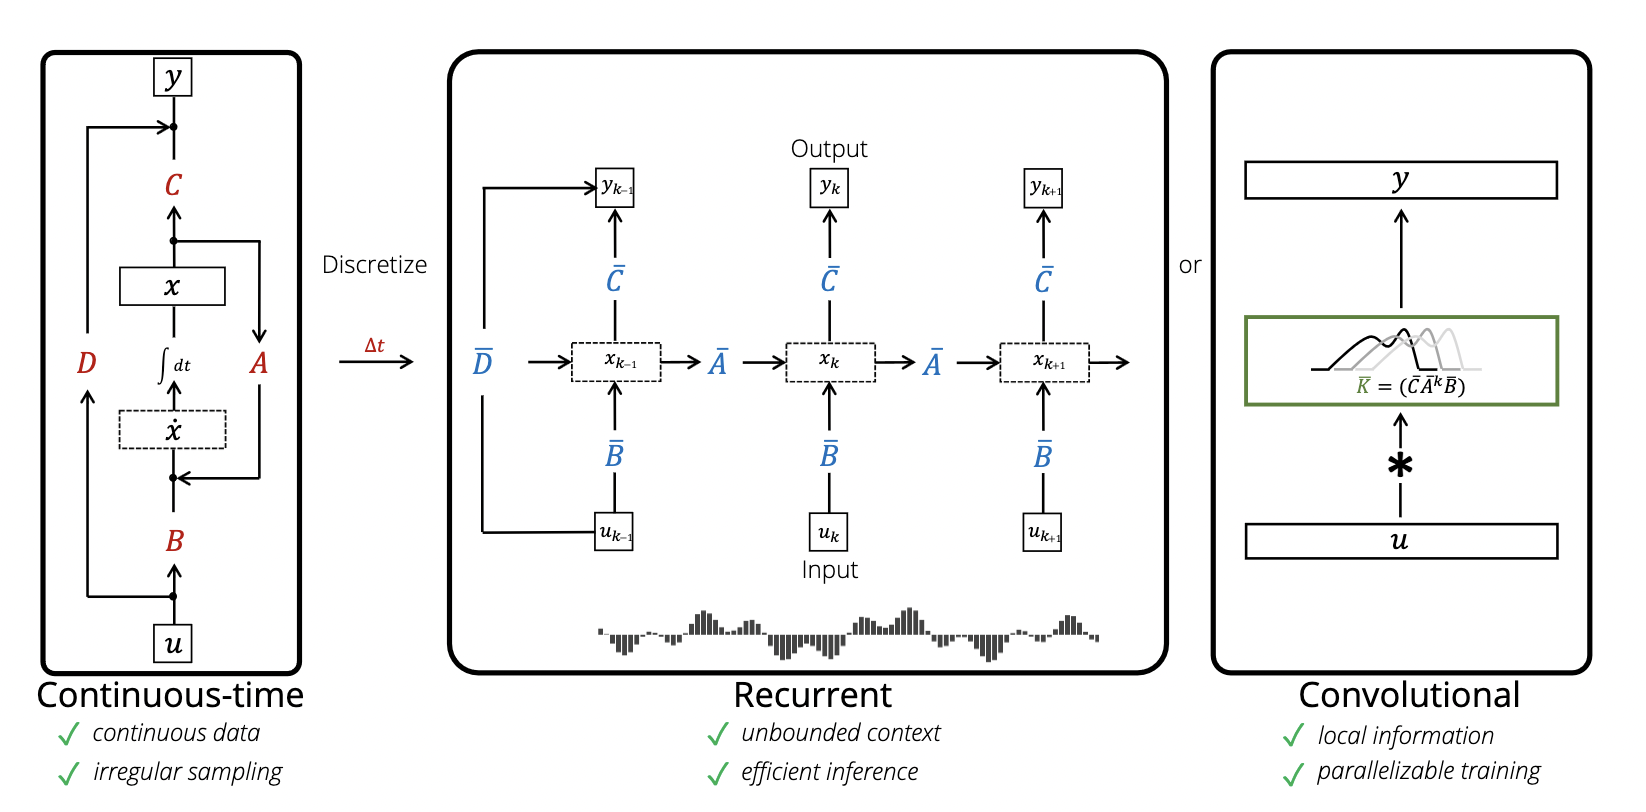 y
C
x
D
∫ dt
A
ẋ
B
u
Continuous-time
✓ continuous data
✓ irregular sampling
Discretize
Δt
Output
y_{k-1}
y_k
y_{k+1}
C̅
C̅
C̅
D̅
x_{k-1}
A̅
x_k
A̅
x_{k+1}
B̅
B̅
B̅
u_{k-1}
u_k
u_{k+1}
Input
Recurrent
✓ unbounded context
✓ efficient inference
or
y
K̅ = (C̅A̅ᵏB̅)
*
u
Convolutional
✓ local information
✓ parallelizable training